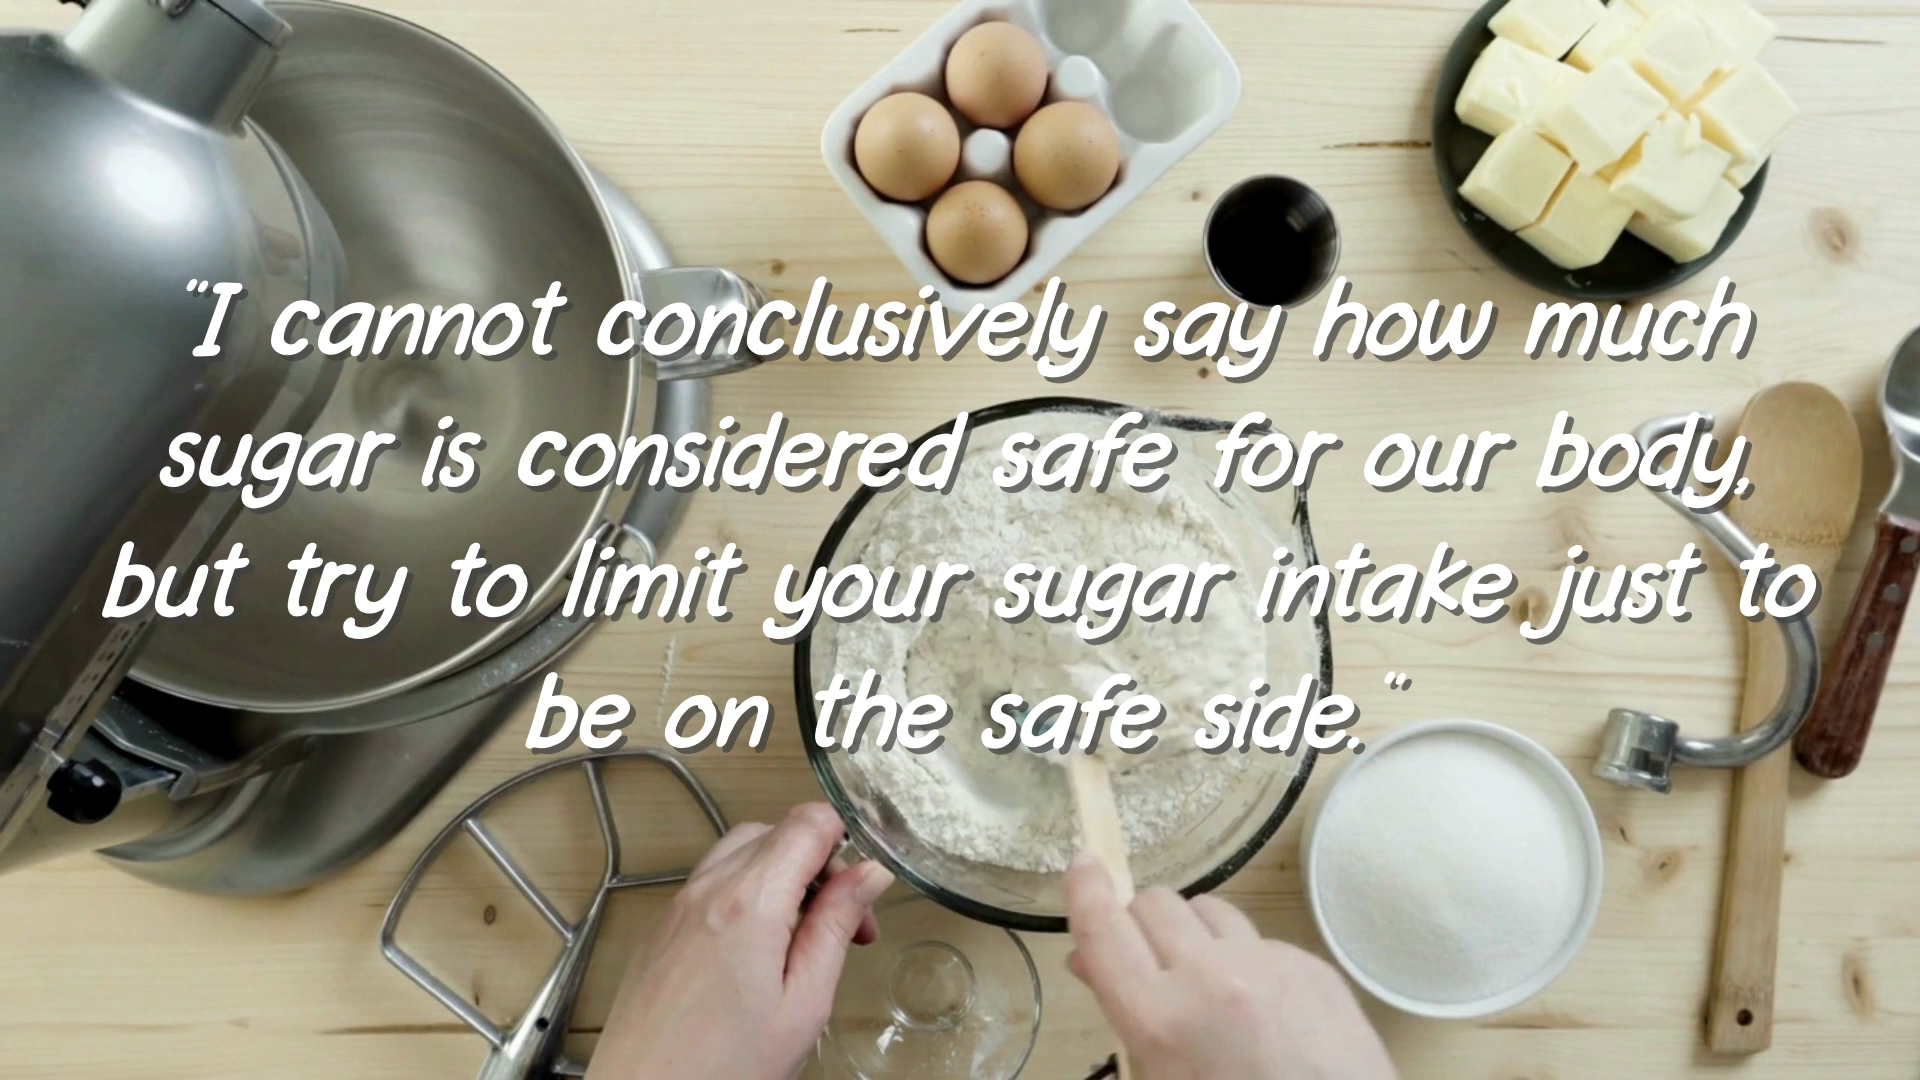 "I cannot conclusively say how much
sugar is considered safe for our body,
but try to limit your sugar intake just to
be on the safe side."